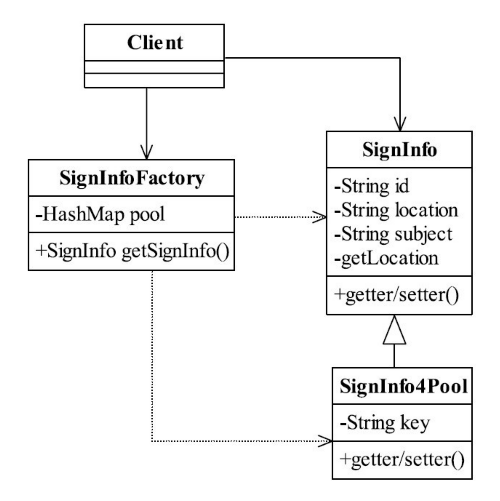 Client
SignInfoFactory
-HashMap pool
+SignInfo getSignInfo()
SignInfo
-String id
-String location
-String subject
-getLocation
+getter/setter()
SignInfo4Pool
-String key
+getter/setter()